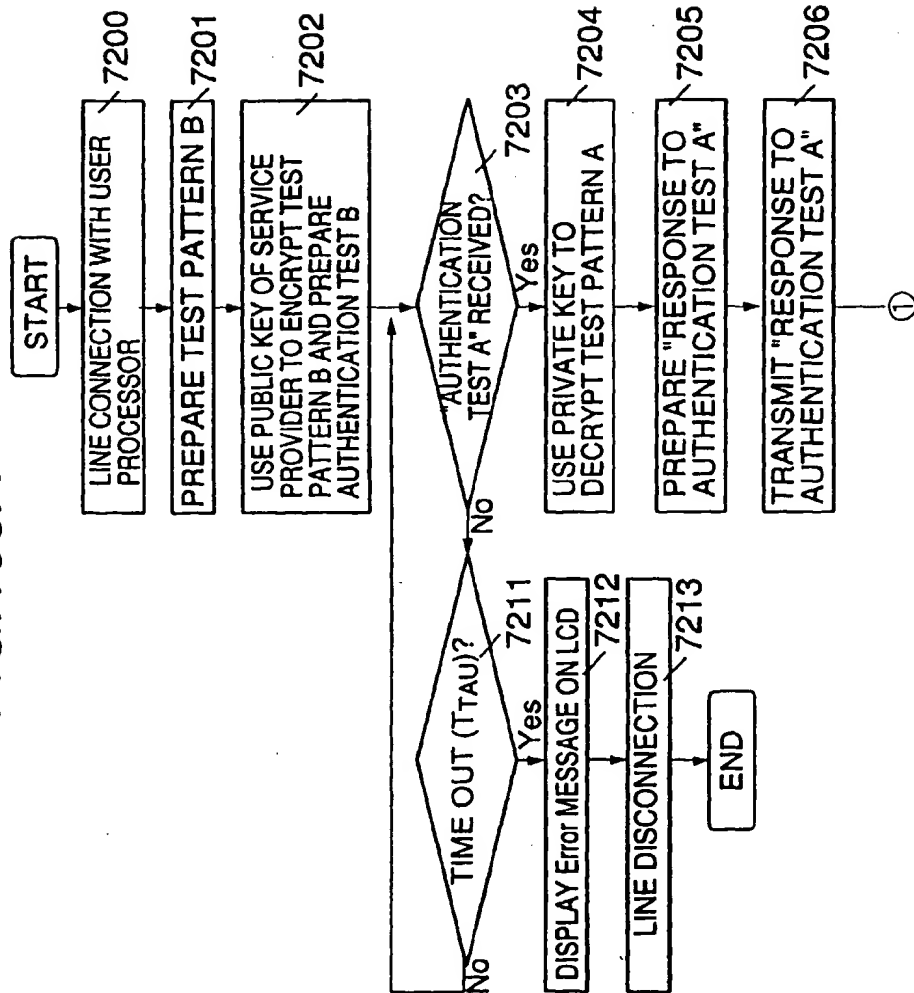 START
LINE CONNECTION WITH USER
PROCESSOR
7200
PREPARE TEST PATTERN B
7201
USE PUBLIC KEY OF SERVICE
PROVIDER TO ENCRYPT TEST
PATTERN B AND PREPARE
AUTHENTICATION TEST B
7202
"AUTHENTICATION
TEST A" RECEIVED?
7203
Yes
No
USE PRIVATE KEY TO
DECRYPT TEST PATTERN A
7204
PREPARE "RESPONSE TO
AUTHENTICATION TEST A"
7205
TRANSMIT "RESPONSE TO
AUTHENTICATION TEST A"
7206
①
TIME OUT (TTAU)?
7211
No
Yes
DISPLAY Error MESSAGE ON LCD
7212
LINE DISCONNECTION
7213
END